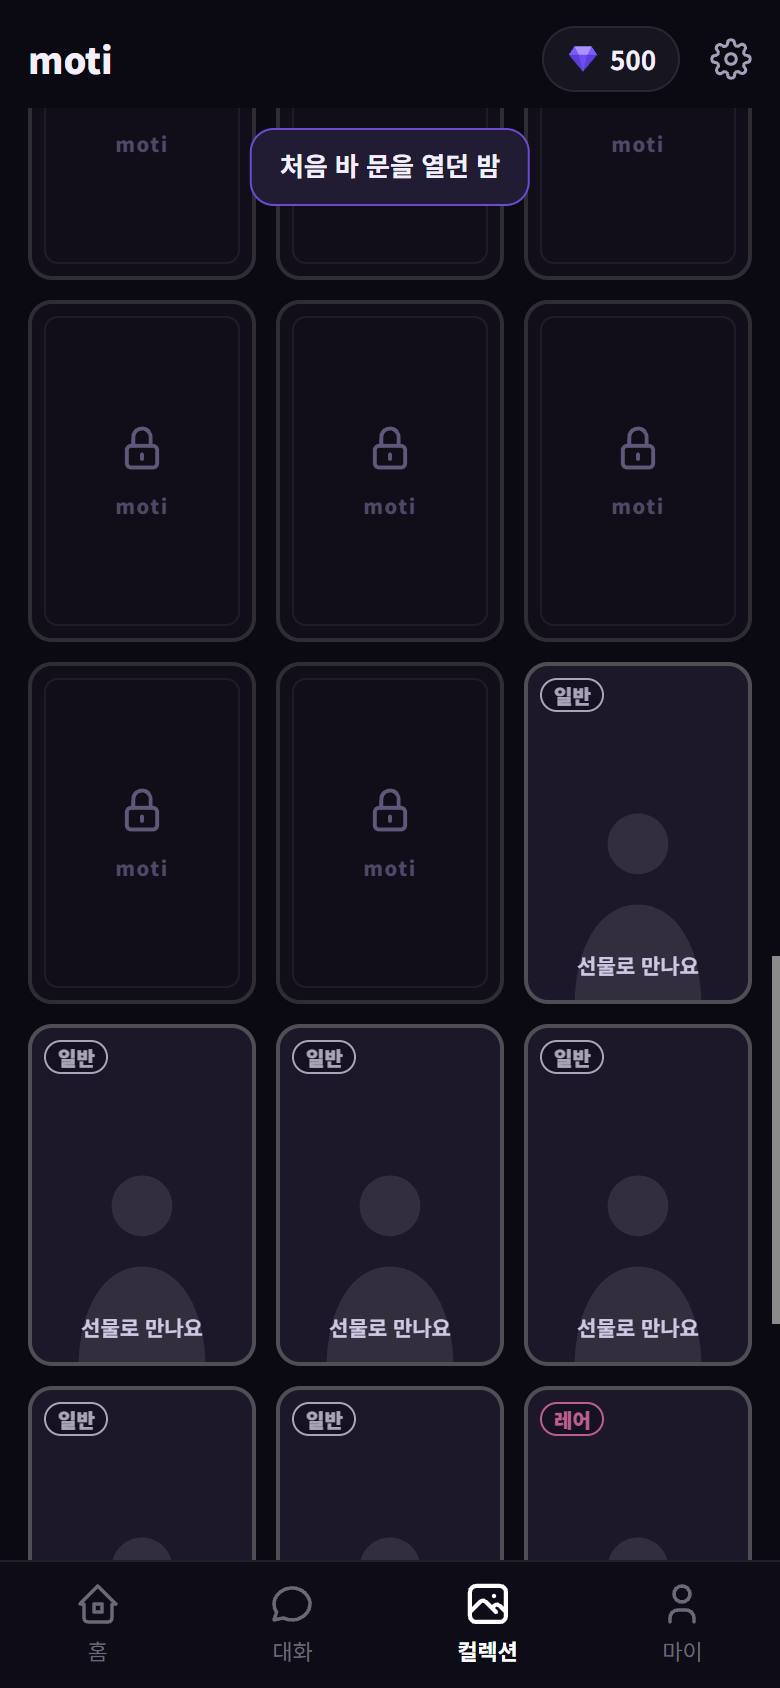 moti
500
moti
moti
처음 바 문을 열던 밤
moti
moti
moti
moti
moti
일반
선물로 만나요
일반
일반
일반
선물로 만나요
선물로 만나요
선물로 만나요
일반
일반
레어
홈
대화
컬렉션
마이